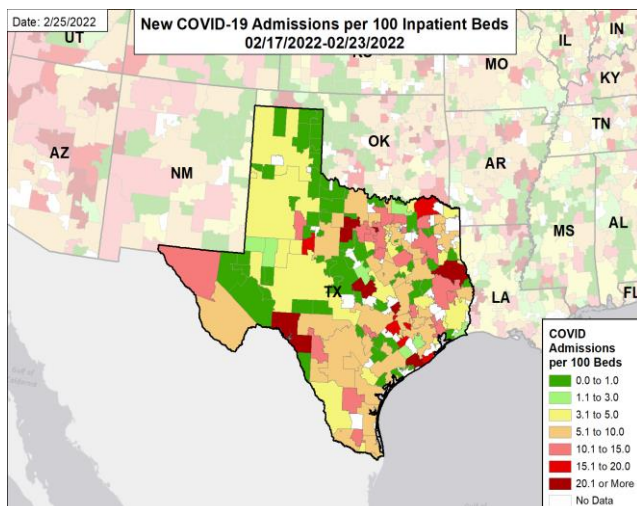 Date: 2/25/2022
New COVID-19 Admissions per 100 Inpatient Beds
02/17/2022-02/23/2022
UT
IL
IN
MO
KY
TN
AZ
NM
OK
AR
MS
AL
TX
LA
FL
COVID
Admissions
per 100 Beds
0.0 to 1.0
1.1 to 3.0
3.1 to 5.0
5.1 to 10.0
10.1 to 15.0
15.1 to 20.0
20.1 or More
No Data